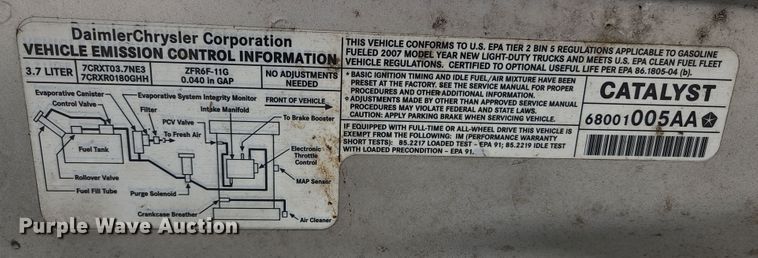 DaimlerChrysler Corporation
VEHICLE EMISSION CONTROL INFORMATION
3.7 LITER
7CRXT03.7NE3
7CRXR0180GHH
ZFR6F-11G
0.040 in GAP
NO ADJUSTMENTS
NEEDED
Evaporative Canister
Evaporative System Integrity Monitor
Control Valve
Filter
Intake Manifold
FRONT OF VEHICLE
PCV Valve
To Fresh Air
To Brake Booster
Fuel Tank
Electronic
Throttle
Control
Rollover Valve
Purge Solenoid
MAP Sensor
Fuel Fill Tube
Crankcase Breather
Air Cleaner
THIS VEHICLE CONFORMS TO U.S. EPA TIER 2 BIN 5 REGULATIONS APPLICABLE TO GASOLINE
FUELED 2007 MODEL YEAR NEW LIGHT-DUTY TRUCKS AND MEETS U.S. EPA CLEAN FUEL FLEET
VEHICLE REGULATIONS. CERTIFIED TO OPTIONAL USEFUL LIFE PER EPA 86.1805-04 (b).
* BASIC IGNITION TIMING AND IDLE FUEL/AIR MIXTURE HAVE BEEN
PRESET AT THE FACTORY. SEE THE SERVICE MANUAL FOR PROPER
PROCEDURES AND OTHER ADDITIONAL INFORMATION.
ADJUSTMENTS MADE BY OTHER THAN APPROVED SERVICE MANUAL
PROCEDURES MAY VIOLATE FEDERAL AND STATE LAWS.
CAUTION: APPLY PARKING BRAKE WHEN SERVICING VEHICLE.
IF EQUIPPED WITH FULL-TIME OR ALL-WHEEL DRIVE THIS VEHICLE IS
EXEMPT FROM THE FOLLOWING: IM (PERFORMANCE WARRANTY
SHORT TESTS): 85.2217 LOADED TEST - EPA 91; 85.2219 IDLE TEST
WITH LOADED PRECONDITION - EPA 91.
CATALYST
68001005AA
Purple Wave Auction